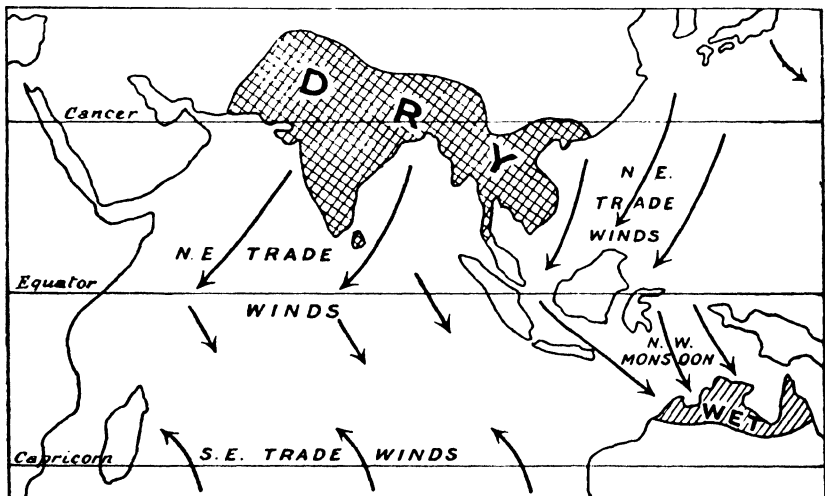 D
R
Y
Cancer
N. E.
TRADE
WINDS
N.E TRADE
WINDS
Equator
N. W.
MONSOON
WET
Capricorn
S.E. TRADE WINDS